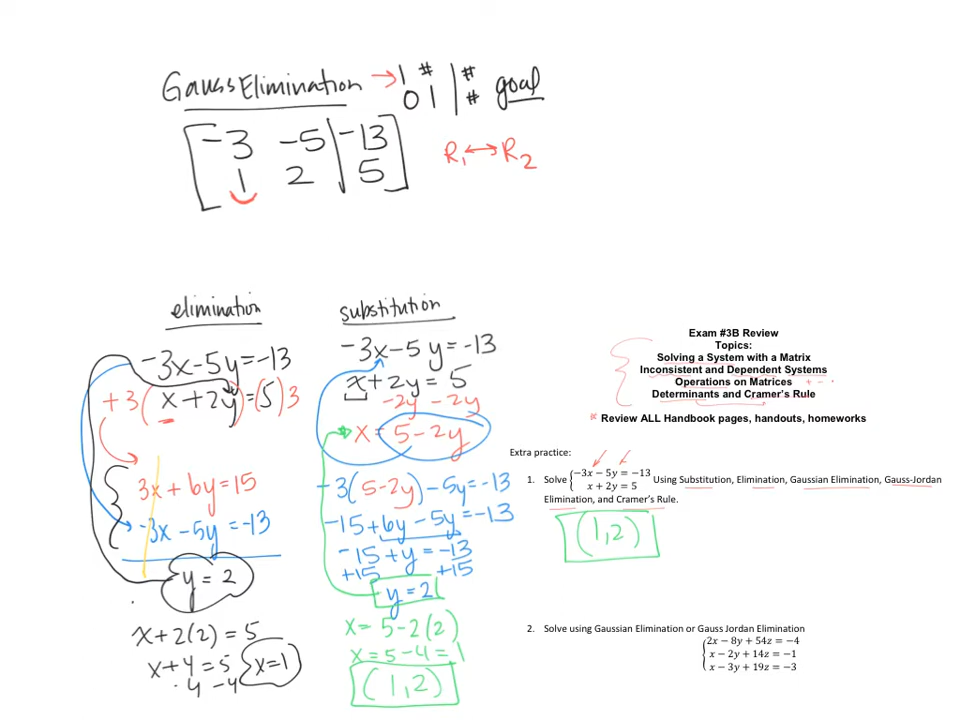 Gauss Elimination → 1 # | # goal
0 1 | #
[ -3 -5 | -13 ]
[ 1 2 | 5 ]
R₁ ↔ R₂
elimination
-3x-5y=-13
+3(x+2y)=(5)3
3x+6y=15
-3x-5y=-13
y=2
x+2(2)=5
x+4=5
-4 -4
x=1
substitution
-3x-5y=-13
x+2y=5
-2y -2y
x=5-2y
-3(5-2y)-5y=-13
-15+6y-5y=-13
-15+y=-13
+15 +15
y=2
x=5-2(2)
x=5-4=1
(1,2)
Exam #3B Review
Topics:
Solving a System with a Matrix
Inconsistent and Dependent Systems
Operations on Matrices + - ·
Determinants and Cramer's Rule
* Review ALL Handbook pages, handouts, homeworks
Extra practice:
1. Solve {−3x − 5y = −13
x + 2y = 5 Using Substitution, Elimination, Gaussian Elimination, Gauss-Jordan
Elimination, and Cramer's Rule.
(1,2)
2. Solve using Gaussian Elimination or Gauss Jordan Elimination
{2x − 8y + 54z = −4
x − 2y + 14z = −1
x − 3y + 19z = −3